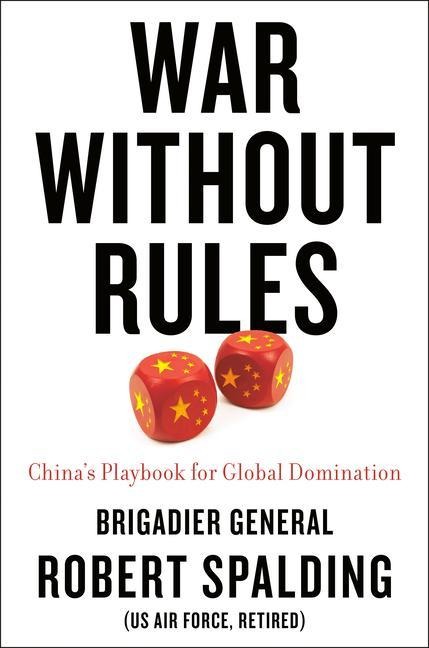 WAR
WITHOUT
RULES
China's Playbook for Global Domination
BRIGADIER GENERAL
ROBERT SPALDING
(US AIR FORCE, RETIRED)